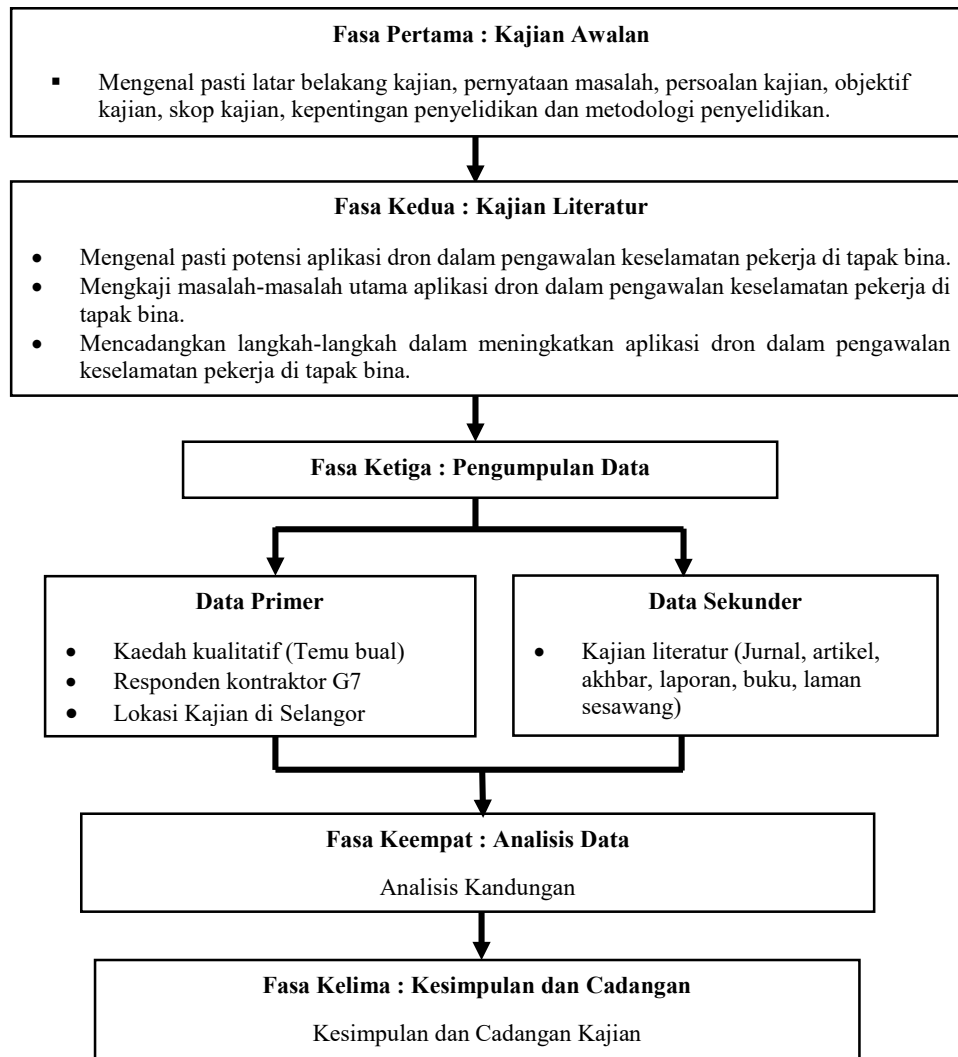 Fasa Pertama : Kajian Awalan
▪ Mengenal pasti latar belakang kajian, pernyataan masalah, persoalan kajian, objektif
kajian, skop kajian, kepentingan penyelidikan dan metodologi penyelidikan.
Fasa Kedua : Kajian Literatur
• Mengenal pasti potensi aplikasi dron dalam pengawalan keselamatan pekerja di tapak bina.
• Mengkaji masalah-masalah utama aplikasi dron dalam pengawalan keselamatan pekerja di
tapak bina.
• Mencadangkan langkah-langkah dalam meningkatkan aplikasi dron dalam pengawalan
keselamatan pekerja di tapak bina.
Fasa Ketiga : Pengumpulan Data
Data Primer
• Kaedah kualitatif (Temu bual)
• Responden kontraktor G7
• Lokasi Kajian di Selangor
Data Sekunder
• Kajian literatur (Jurnal, artikel,
akhbar, laporan, buku, laman
sesawang)
Fasa Keempat : Analisis Data
Analisis Kandungan
Fasa Kelima : Kesimpulan dan Cadangan
Kesimpulan dan Cadangan Kajian